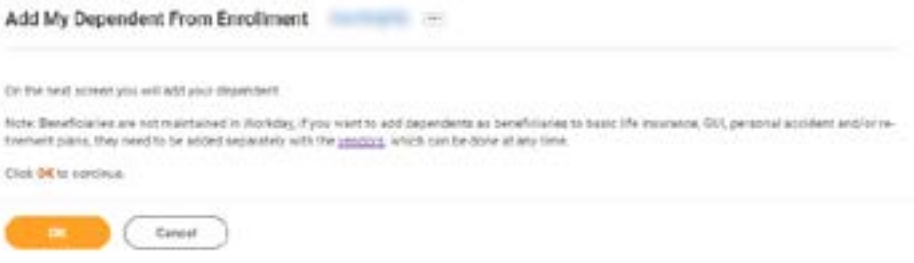 Add My Dependent From Enrollment
On the next screen you will add your dependent.
Note: Beneficiaries are not maintained in Workday, if you want to add dependents as beneficiaries to basic life insurance, GUL, personal accident and/or re-
tirement plans, they need to be added separately with the vendors, which can be done at any time.
Click OK to continue.
OK
Cancel